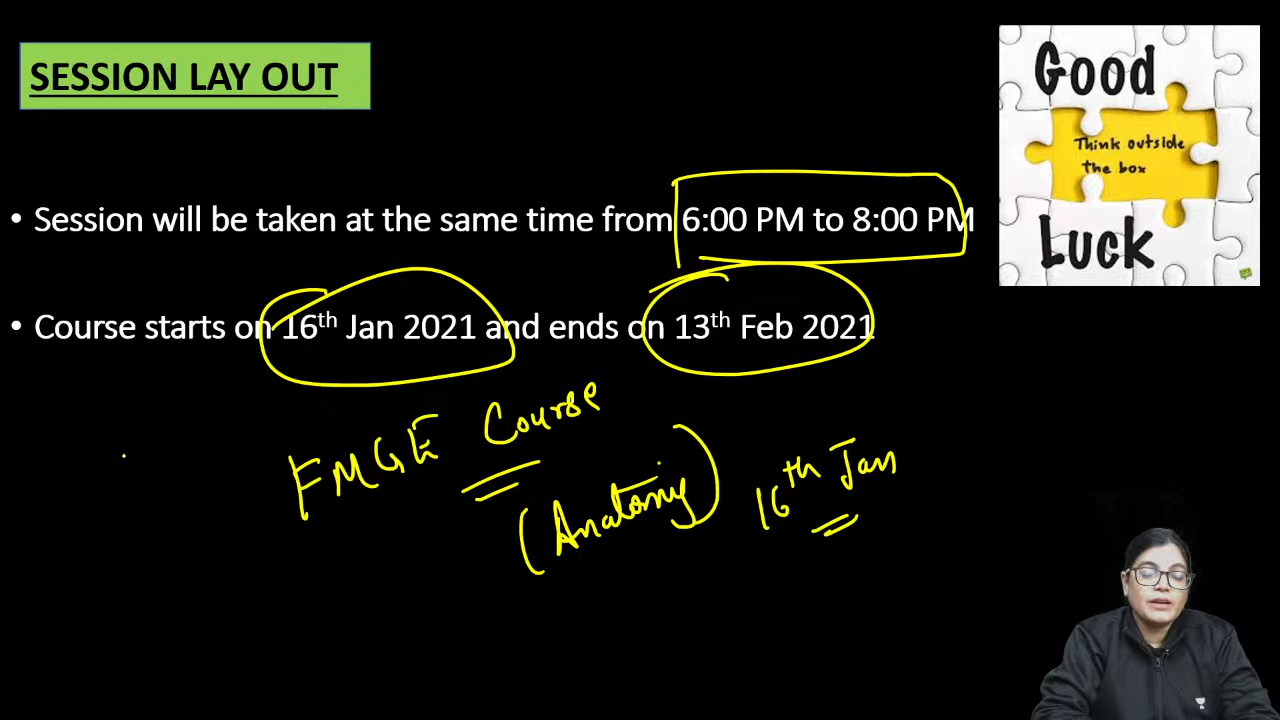 SESSION LAY OUT
Good
Think outside
the box
Luck
• Session will be taken at the same time from 6:00 PM to 8:00 PM
• Course starts on 16th Jan 2021 and ends on 13th Feb 2021
FMGE Course
(Anatomy) 16th Jan